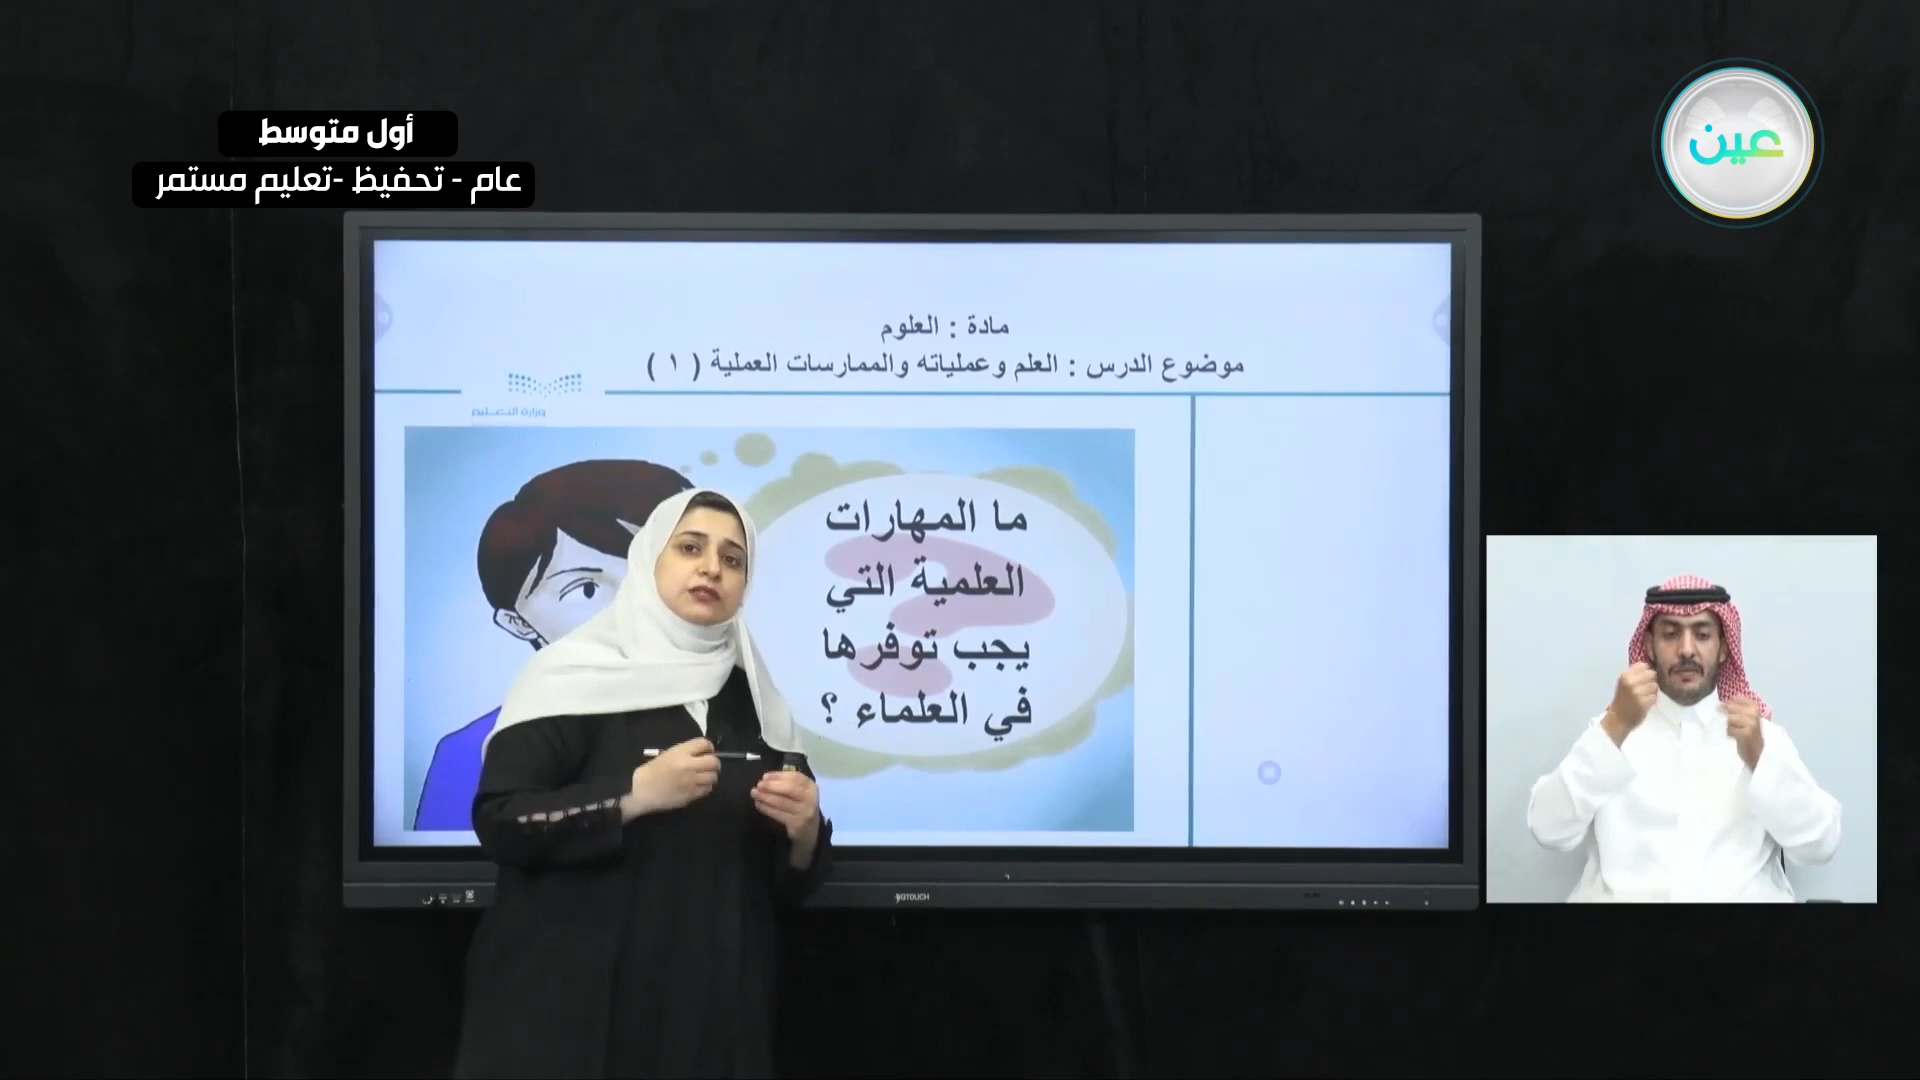 أول متوسط
عام - تحفيظ -تعليم مستمر
عين
مادة : العلوم
موضوع الدرس : العلم وعملياته والممارسات العملية ( ١ )
وزارة التعليم
ما المهارات
العلمية التي
يجب توفرها
في العلماء ؟